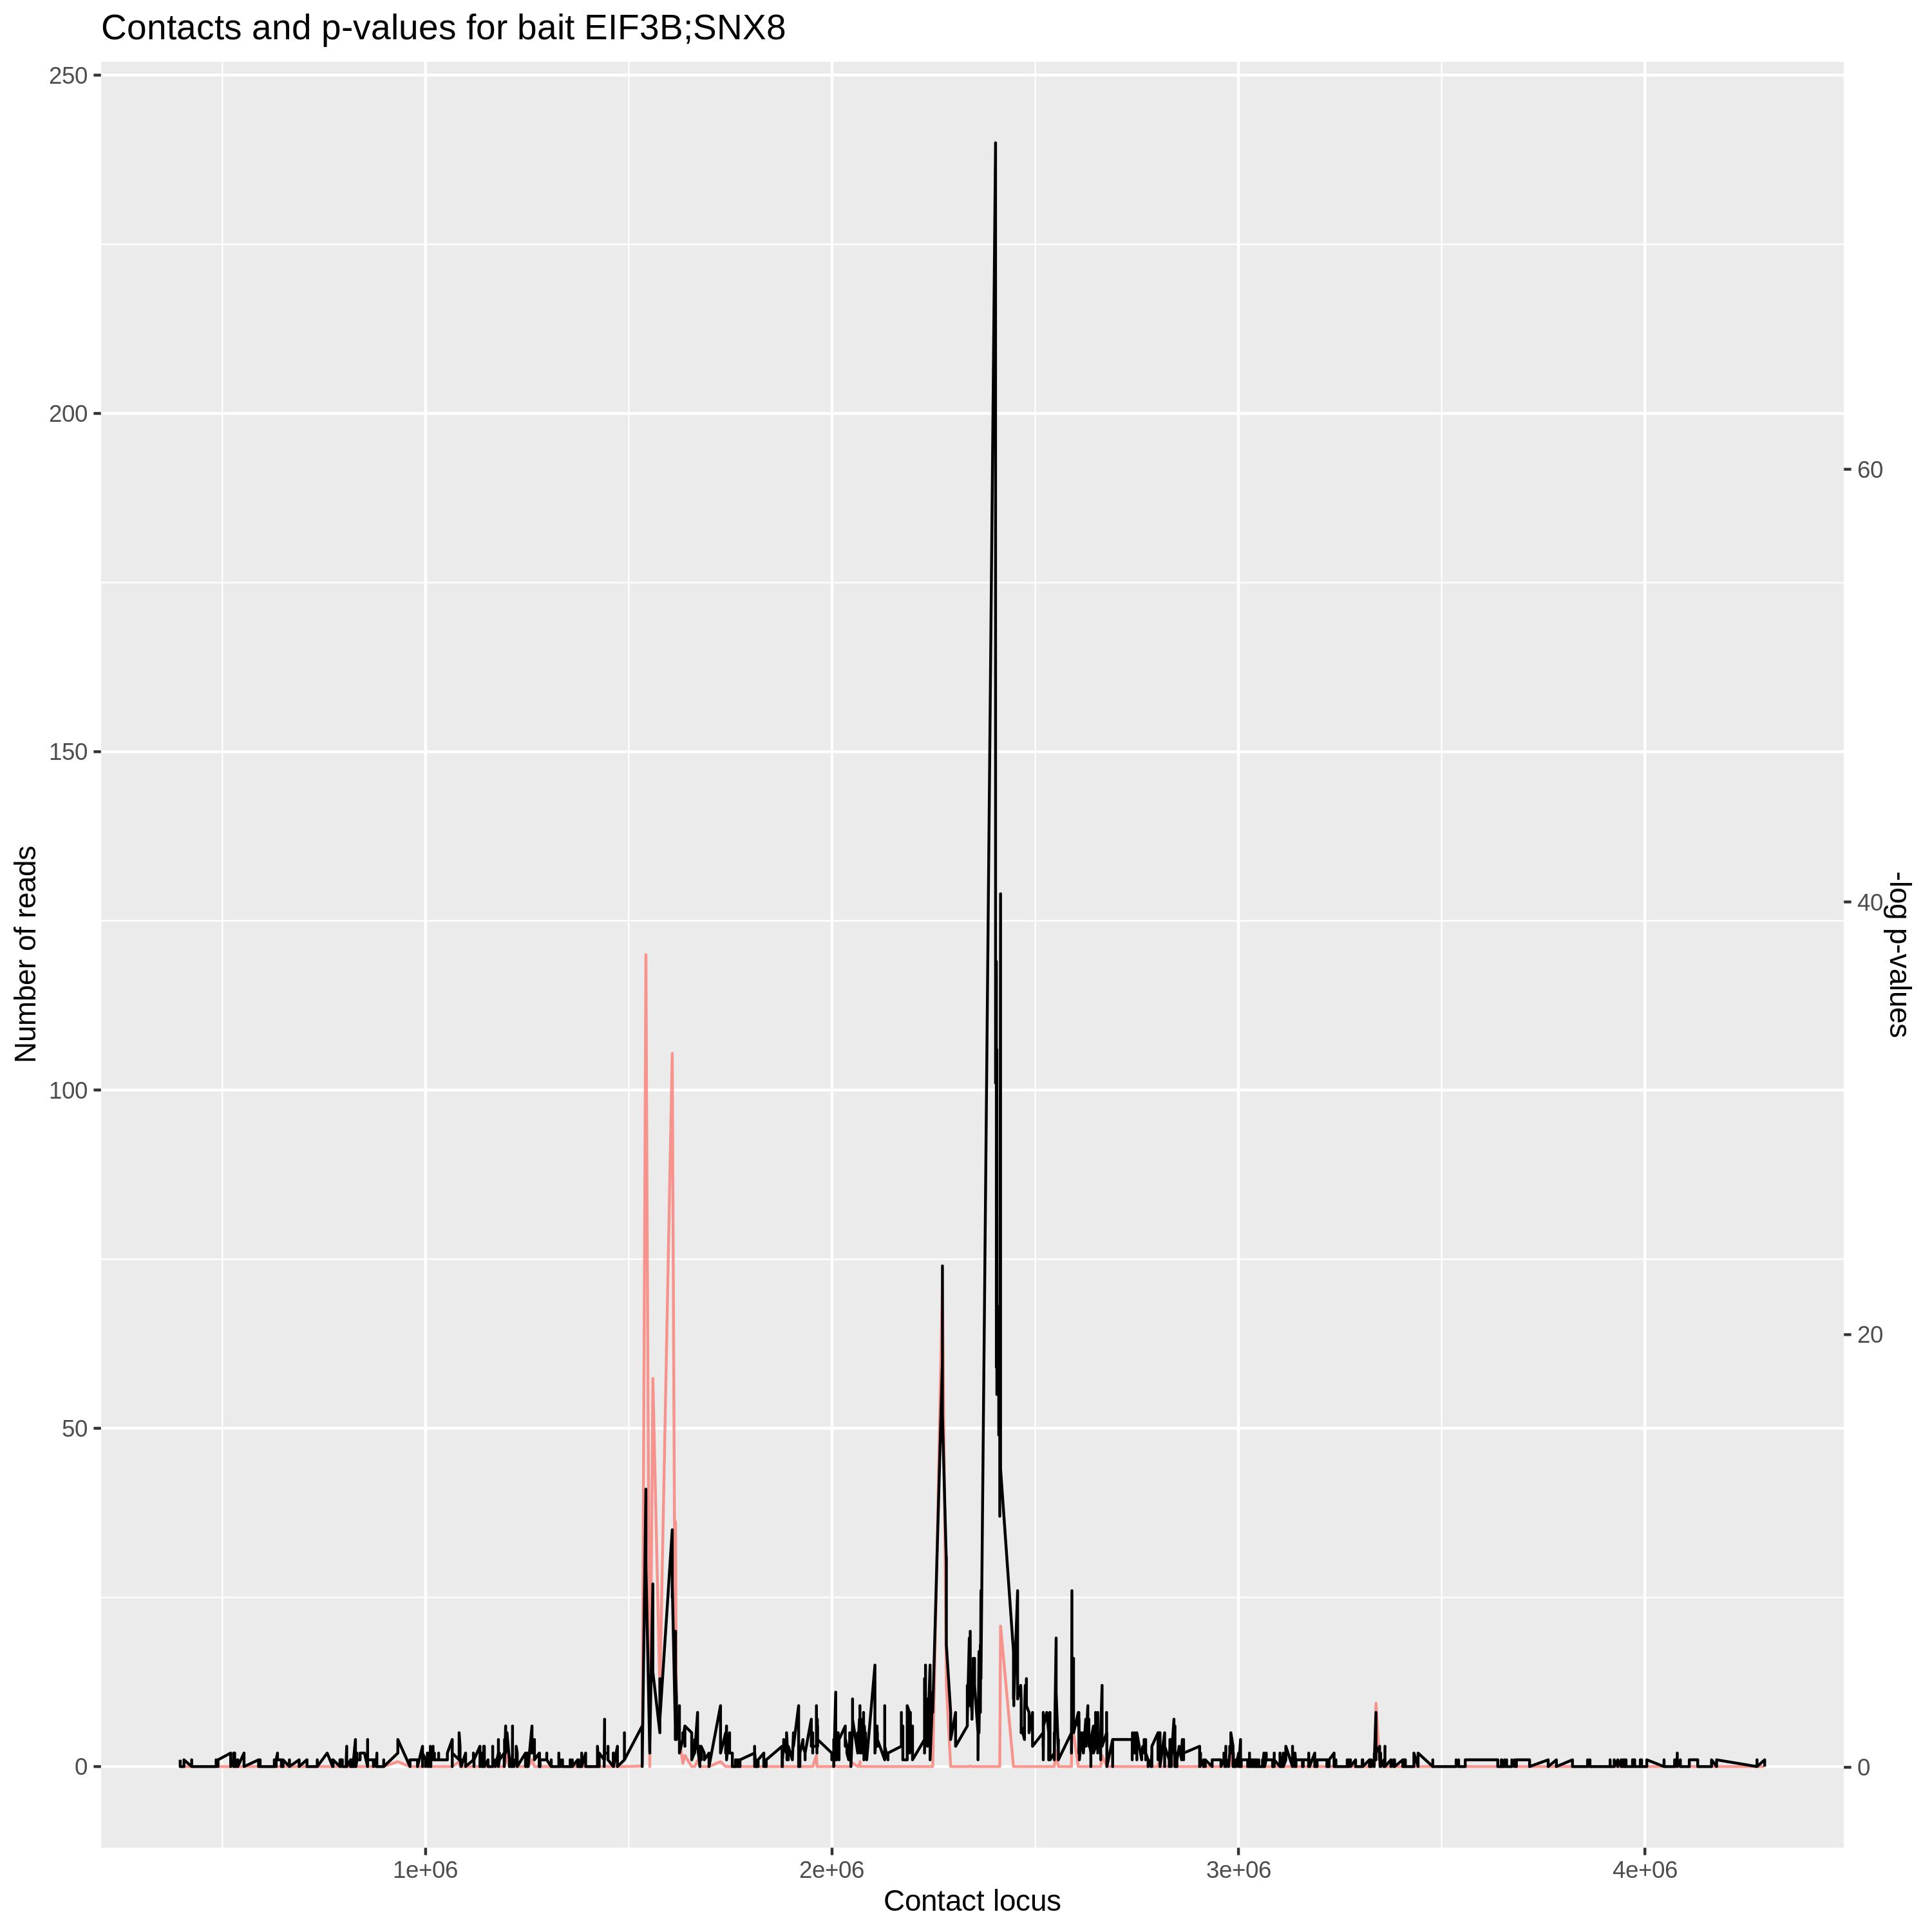 Contacts and p-values for bait EIF3B;SNX8
250
200
150
100
50
0
Number of reads
60
40
20
0
-log p-values
1e+06
2e+06
3e+06
4e+06
Contact locus